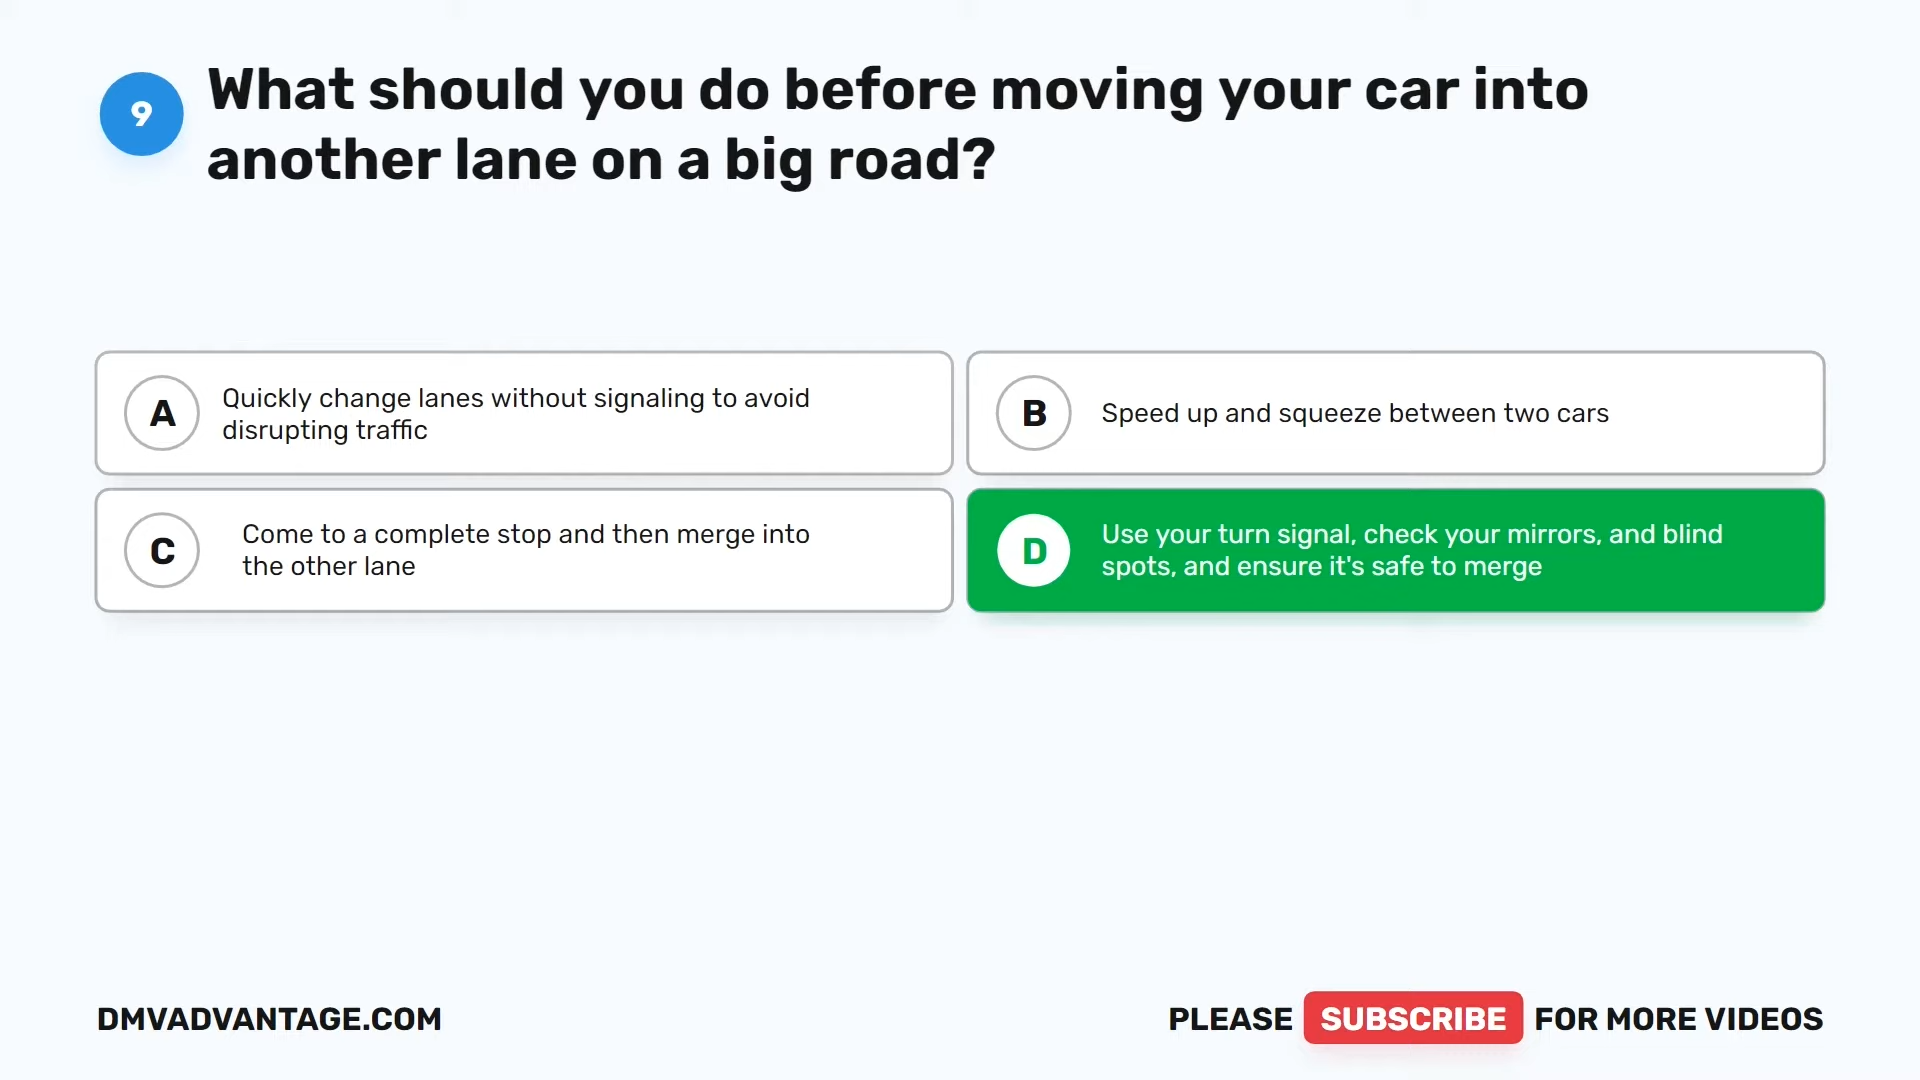 9
What should you do before moving your car into
another lane on a big road?
A
Quickly change lanes without signaling to avoid
disrupting traffic
B
Speed up and squeeze between two cars
C
Come to a complete stop and then merge into
the other lane
D
Use your turn signal, check your mirrors, and blind
spots, and ensure it's safe to merge
DMVADVANTAGE.COM
PLEASE SUBSCRIBE FOR MORE VIDEOS